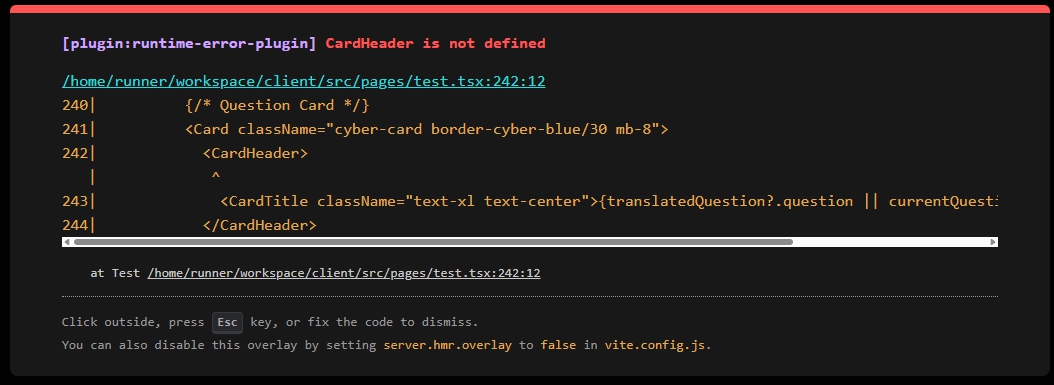 [plugin:runtime-error-plugin] CardHeader is not defined
/home/runner/workspace/client/src/pages/test.tsx:242:12
240|          {/* Question Card */}
241|          <Card className="cyber-card border-cyber-blue/30 mb-8">
242|            <CardHeader>
   |             ^
243|              <CardTitle className="text-xl text-center">{translatedQuestion?.question || currentQuesti
244|            </CardHeader>
at Test /home/runner/workspace/client/src/pages/test.tsx:242:12
Click outside, press Esc key, or fix the code to dismiss.
You can also disable this overlay by setting server.hmr.overlay to false in vite.config.js.